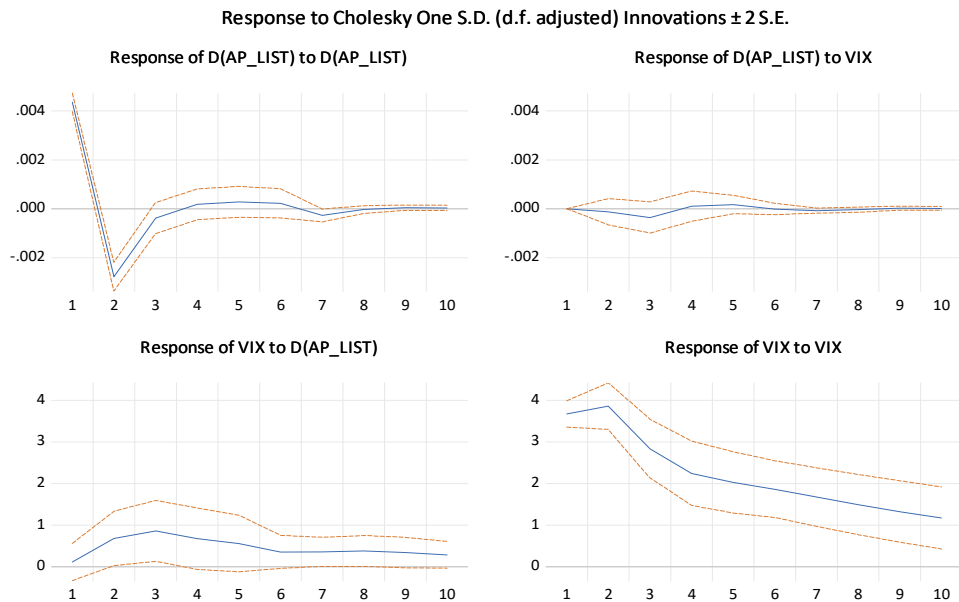 Response to Cholesky One S.D. (d.f. adjusted) Innovations ± 2 S.E.
Response of D(AP_LIST) to D(AP_LIST)
.004
.002
.000
-.002
1 2 3 4 5 6 7 8 9 10
Response of D(AP_LIST) to VIX
.004
.002
.000
-.002
1 2 3 4 5 6 7 8 9 10
Response of VIX to D(AP_LIST)
4
3
2
1
0
1 2 3 4 5 6 7 8 9 10
Response of VIX to VIX
4
3
2
1
0
1 2 3 4 5 6 7 8 9 10